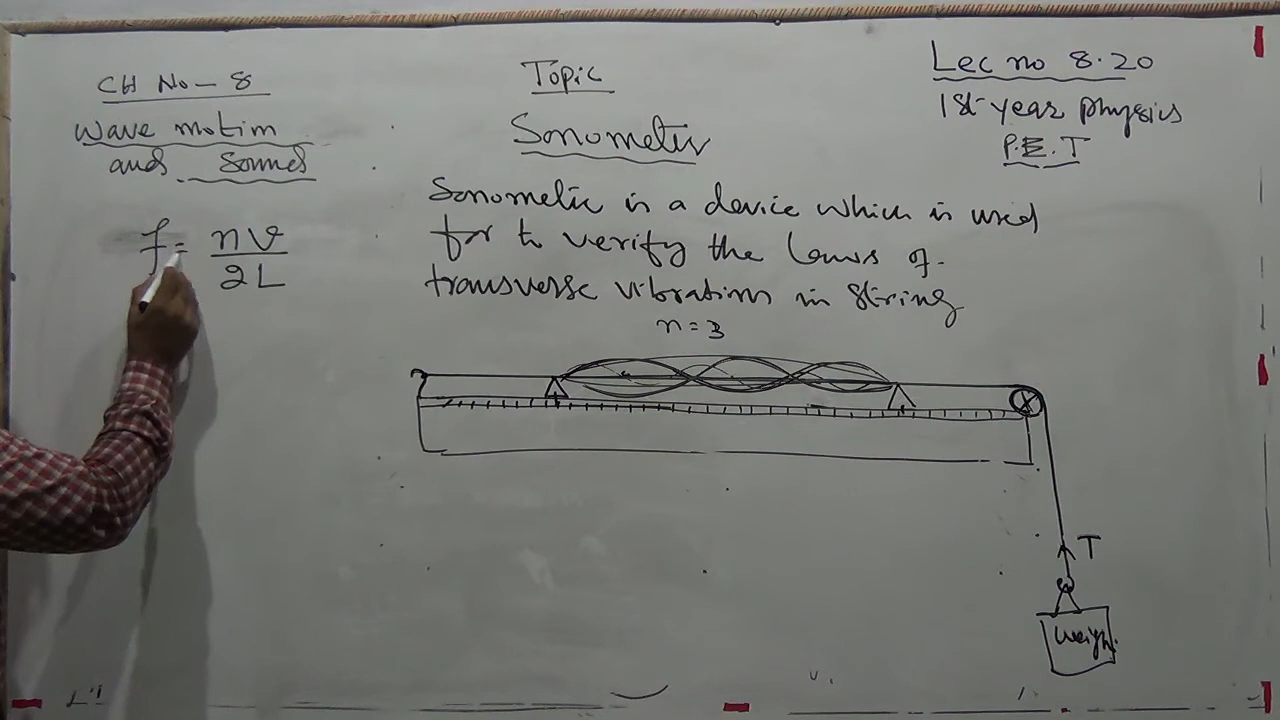 CH No - 8
Wave motion
and Sound
f = nv
2L
Topic
Sonometer
Lec no 8.20
1st year physics
P.E.T
Sonometer is a device which is used
for to verify the laws of
transverse vibration in string
n = 3
T
Weight